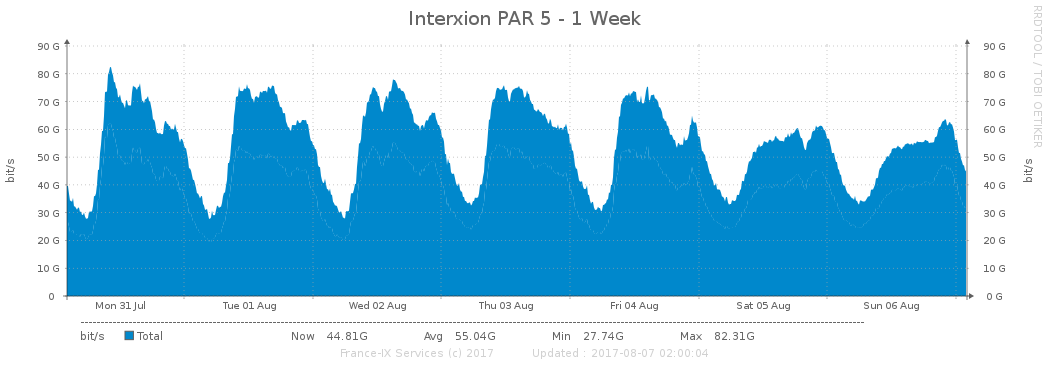 Interxion PAR 5 - 1 Week
RRDTOOL / TOBI OETIKER
bit/s
90 G 90 G
80 G 80 G
70 G 70 G
60 G 60 G
50 G 50 G
40 G 40 G
30 G 30 G
20 G 20 G
10 G 10 G
0 0 G
bit/s
Mon 31 Jul Tue 01 Aug Wed 02 Aug Thu 03 Aug Fri 04 Aug Sat 05 Aug Sun 06 Aug
bit/s Total Now 44.81G Avg 55.04G Min 27.74G Max 82.31G
France-IX Services (c) 2017 Updated : 2017-08-07 02:00:04